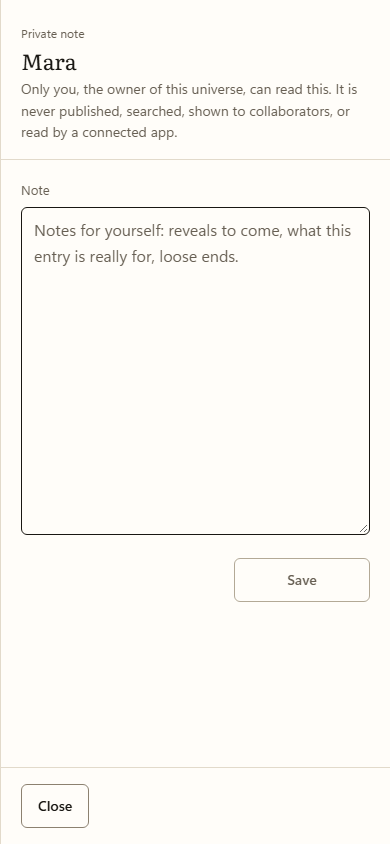 Private note
Mara
Only you, the owner of this universe, can read this. It is
never published, searched, shown to collaborators, or
read by a connected app.
Note
Notes for yourself: reveals to come, what this
entry is really for, loose ends.
Save
Close